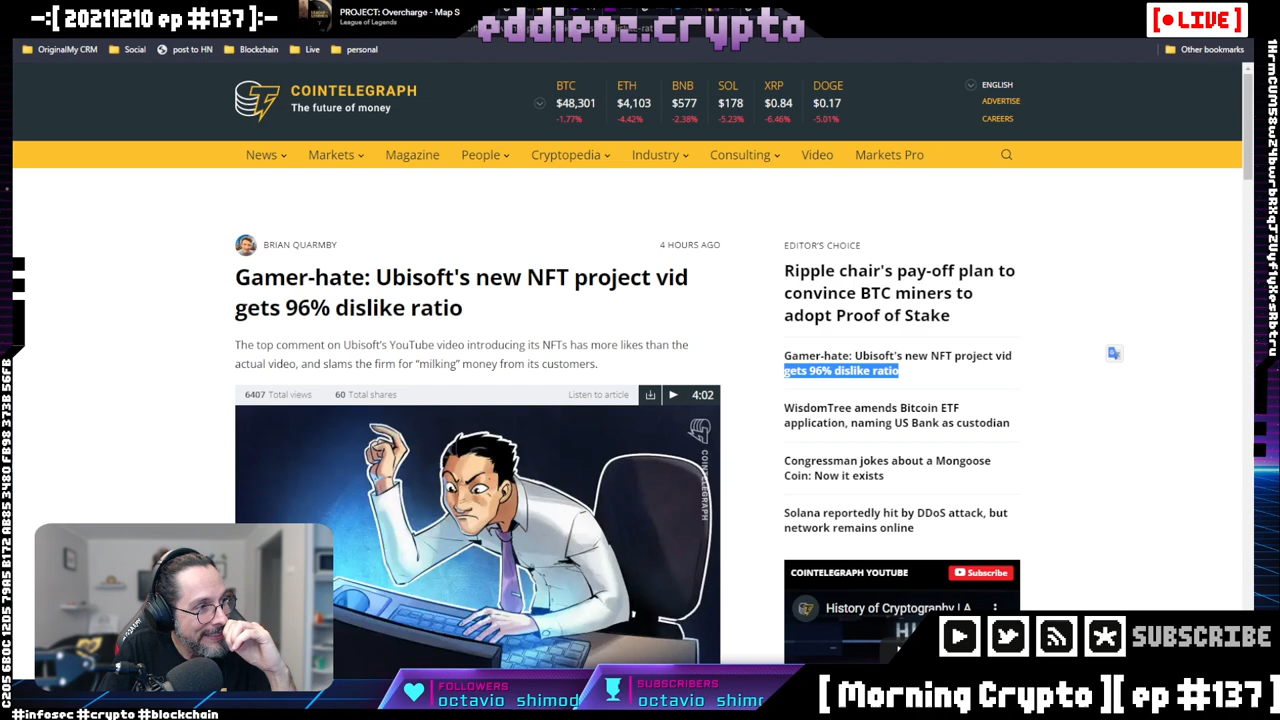 -:[ 20211210 ep #137 ]:-
PROJECT: Overcharge - Map S
League of Legends
eddieoz.crypto
[● LIVE]
OriginalMy CRM
Social
post to HN
Blockchain
Live
personal
Other bookmarks
COINTELEGRAPH
The future of money
BTC ETH BNB SOL XRP DOGE
$48,301 $4,103 $577 $178 $0.84 $0.17
-1.77% -4.42% -2.38% -5.23% -6.46% -5.01%
ENGLISH
ADVERTISE
CAREERS
News Markets Magazine People Cryptopedia Industry Consulting Video Markets Pro
BRIAN QUARMBY
4 HOURS AGO
Gamer-hate: Ubisoft's new NFT project vid
gets 96% dislike ratio
The top comment on Ubisoft's YouTube video introducing its NFTs has more likes than the
actual video, and slams the firm for “milking” money from its customers.
6407 Total views
60 Total shares
Listen to article
4:02
COINTELEGRAPH
EDITOR'S CHOICE
Ripple chair's pay-off plan to
convince BTC miners to
adopt Proof of Stake
Gamer-hate: Ubisoft's new NFT project vid
gets 96% dislike ratio
WisdomTree amends Bitcoin ETF
application, naming US Bank as custodian
Congressman jokes about a Mongoose
Coin: Now it exists
Solana reportedly hit by DDoS attack, but
network remains online
COINTELEGRAPH YOUTUBE
Subscribe
History of Cryptography | A
SUBSCRIBE
FOLLOWERS
octavio shimod
SUBSCRIBERS
octavio shimo
[ Morning Crypto ][ ep #137 ]
#infosec #crypto #blockchain